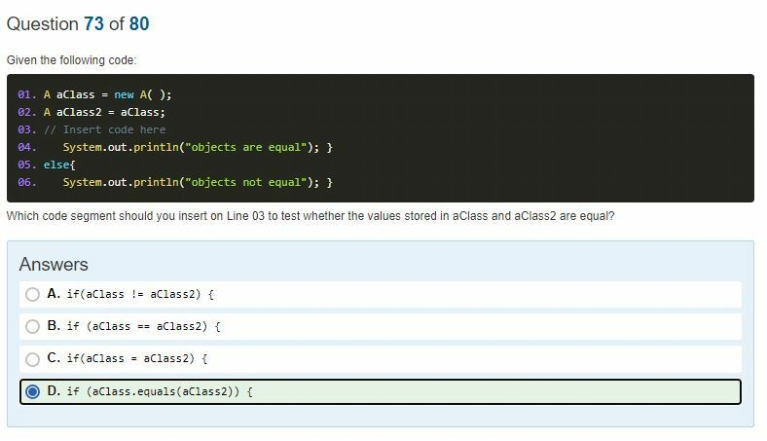 Question 73 of 80
Given the following code:
01. A aClass = new A( );
02. A aClass2 = aClass;
03. // Insert code here
04. System.out.println("objects are equal"); }
05. else{
06. System.out.println("objects not equal"); }
Which code segment should you insert on Line 03 to test whether the values stored in aClass and aClass2 are equal?
Answers
A. if(aClass != aClass2) {
B. if (aClass == aClass2) {
C. if(aClass = aClass2) {
D. if (aClass.equals(aClass2)) {